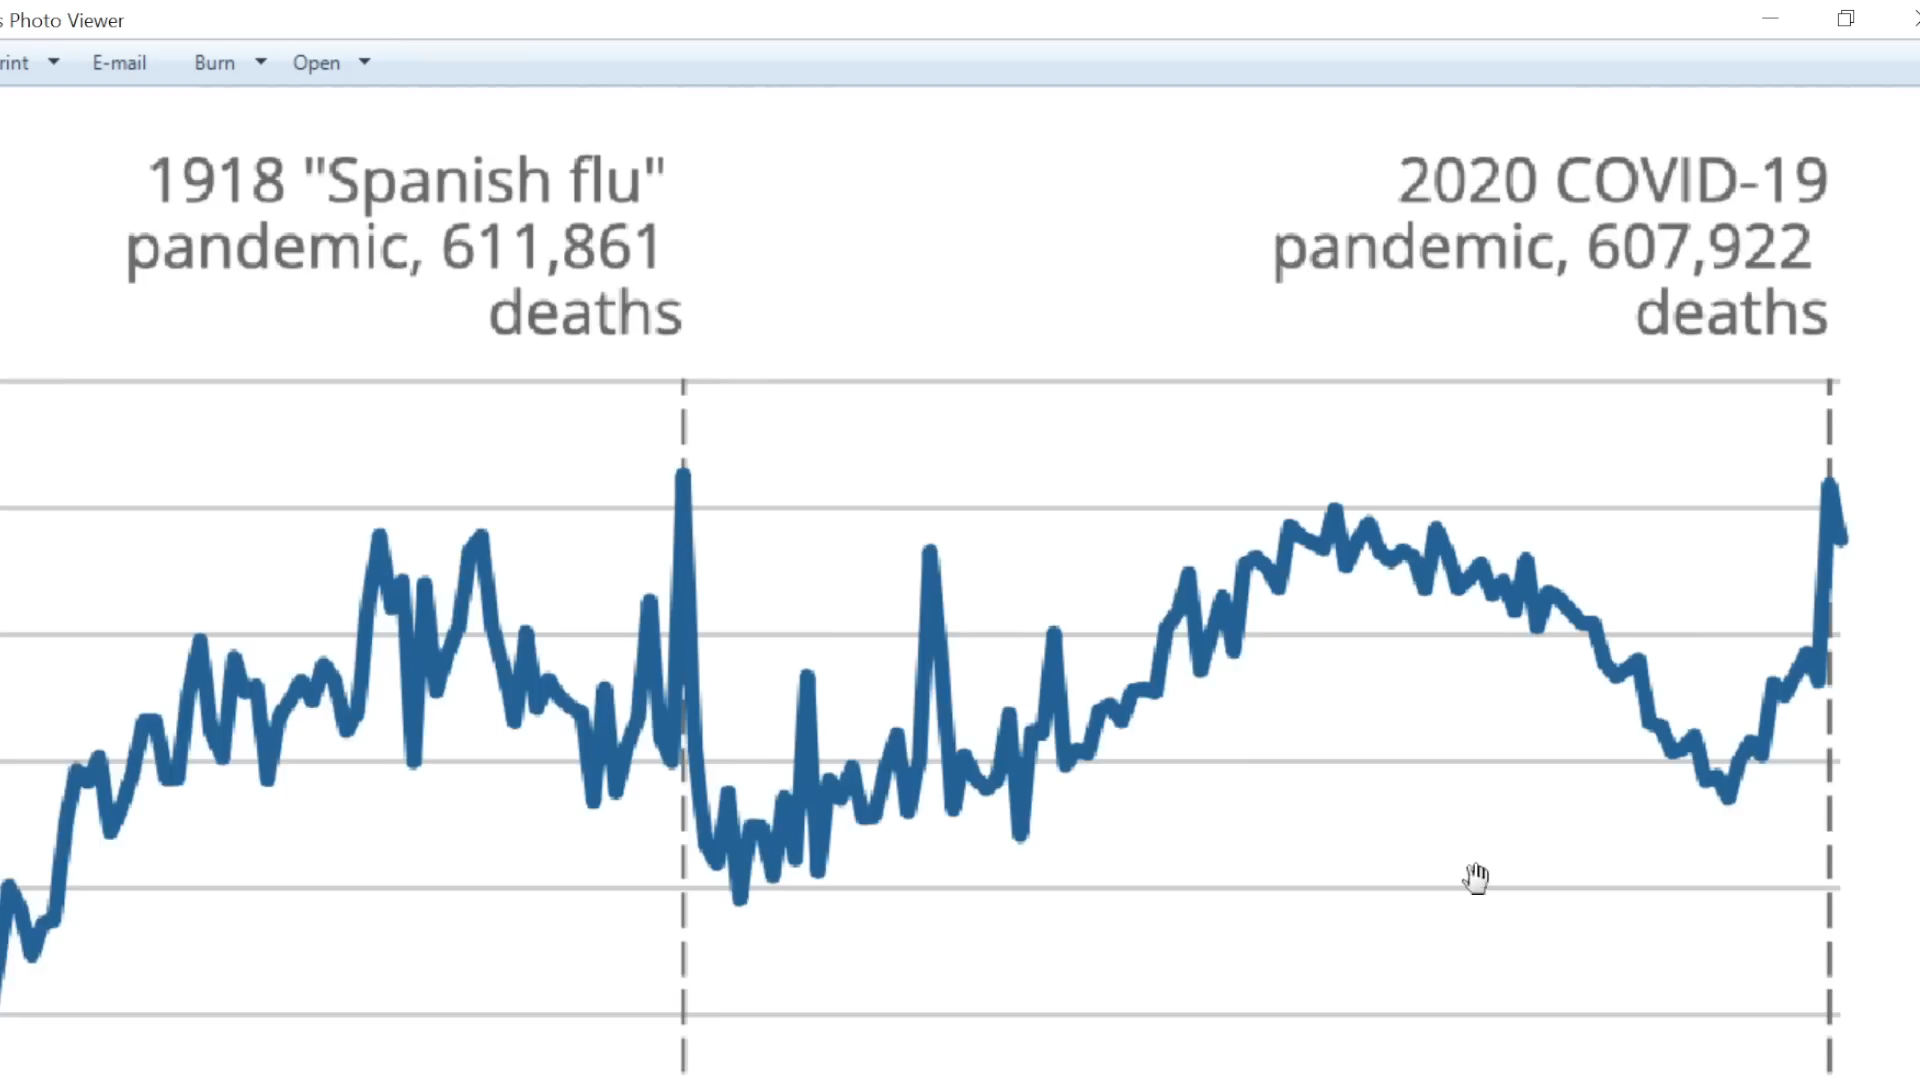 s Photo Viewer
rint E-mail Burn Open
1918 "Spanish flu"
pandemic, 611,861
deaths
2020 COVID-19
pandemic, 607,922
deaths